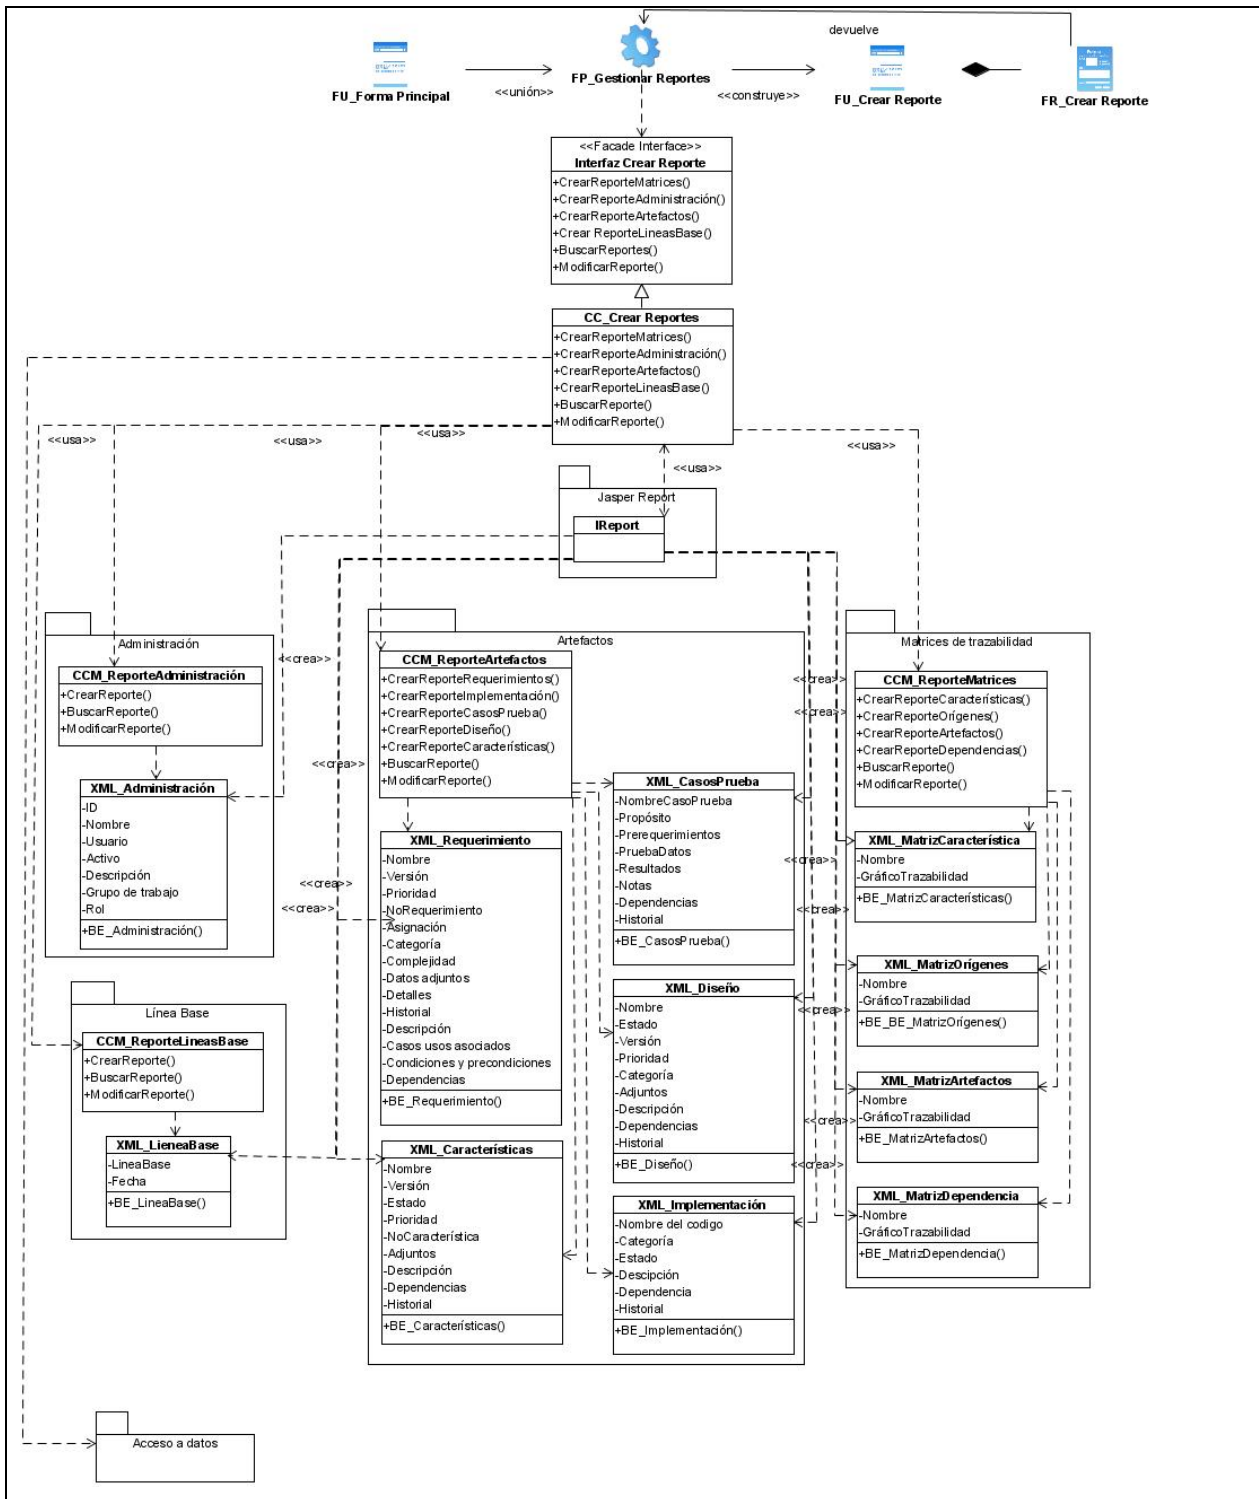 devuelve
FU_Forma Principal
<<unión>>
FP_Gestionar Reportes
<<construye>>
FU_Crear Reporte
FR_Crear Reporte
<<Facade Interface>>
Interfaz Crear Reporte
+CrearReporteMatrices()
+CrearReporteAdministración()
+CrearReporteArtefactos()
+Crear ReporteLineasBase()
+BuscarReportes()
+ModificarReporte()
CC_Crear Reportes
+CrearReporteMatrices()
+CrearReporteAdministración()
+CrearReporteArtefactos()
+CrearReporteLineasBase()
+BuscarReporte()
+ModificarReporte()
<<usa>>
<<usa>>
<<usa>>
<<usa>>
<<usa>>
Jasper Report
IReport
Administración
CCM_ReporteAdministración
+CrearReporte()
+BuscarReporte()
+ModificarReporte()
XML_Administración
-ID
-Nombre
-Usuario
-Activo
-Descripción
-Grupo de trabajo
-Rol
+BE_Administración()
Línea Base
CCM_ReporteLineasBase
+CrearReporte()
+BuscarReporte()
+ModificarReporte()
XML_LieneaBase
-LineaBase
-Fecha
+BE_LineaBase()
<<crea>>
<<crea>>
<<crea>>
<<crea>>
Artefactos
CCM_ReporteArtefactos
+CrearReporteRequerimientos()
+CrearReporteImplementación()
+CrearReporteCasosPrueba()
+CrearReporteDiseño()
+CrearReporteCaracterísticas()
+BuscarReporte()
+ModificarReporte()
XML_Requerimiento
-Nombre
-Versión
-Prioridad
-NoRequerimiento
-Asignación
-Categoría
-Complejidad
-Datos adjuntos
-Detalles
-Historial
-Descripción
-Casos usos asociados
-Condiciones y precondiciones
-Dependencias
+BE_Requerimiento()
XML_Características
-Nombre
-Versión
-Estado
-Prioridad
-NoCaracterística
-Adjuntos
-Descripción
-Dependencias
-Historial
+BE_Características()
XML_CasosPrueba
-NombreCasoPrueba
-Propósito
-Prerequerimientos
-PruebaDatos
-Resultados
-Notas
-Dependencias
-Historial
+BE_CasosPrueba()
XML_Diseño
-Nombre
-Estado
-Versión
-Prioridad
-Categoría
-Adjuntos
-Descripción
-Dependencias
-Historial
+BE_Diseño()
XML_Implementación
-Nombre del codigo
-Categoría
-Estado
-Descipción
-Dependencia
-Historial
+BE_Implementación()
<<crea>>
<<crea>>
<<crea>>
<<crea>>
<<crea>>
<<crea>>
<<crea>>
Matrices de trazabilidad
CCM_ReporteMatrices
+CrearReporteCaracterísticas()
+CrearReporteOrígenes()
+CrearReporteArtefactos()
+CrearReporteDependencias()
+BuscarReporte()
+ModificarReporte()
XML_MatrizCaracterística
-Nombre
-GráficoTrazabilidad
+BE_MatrizCaracterísticas()
XML_MatrizOrígenes
-Nombre
-GráficoTrazabilidad
+BE_BE_MatrizOrígenes()
XML_MatrizArtefactos
-Nombre
-GráficoTrazabilidad
+BE_MatrizArtefactos()
XML_MatrizDependencia
-Nombre
-GráficoTrazabilidad
+BE_MatrizDependencia()
Acceso a datos